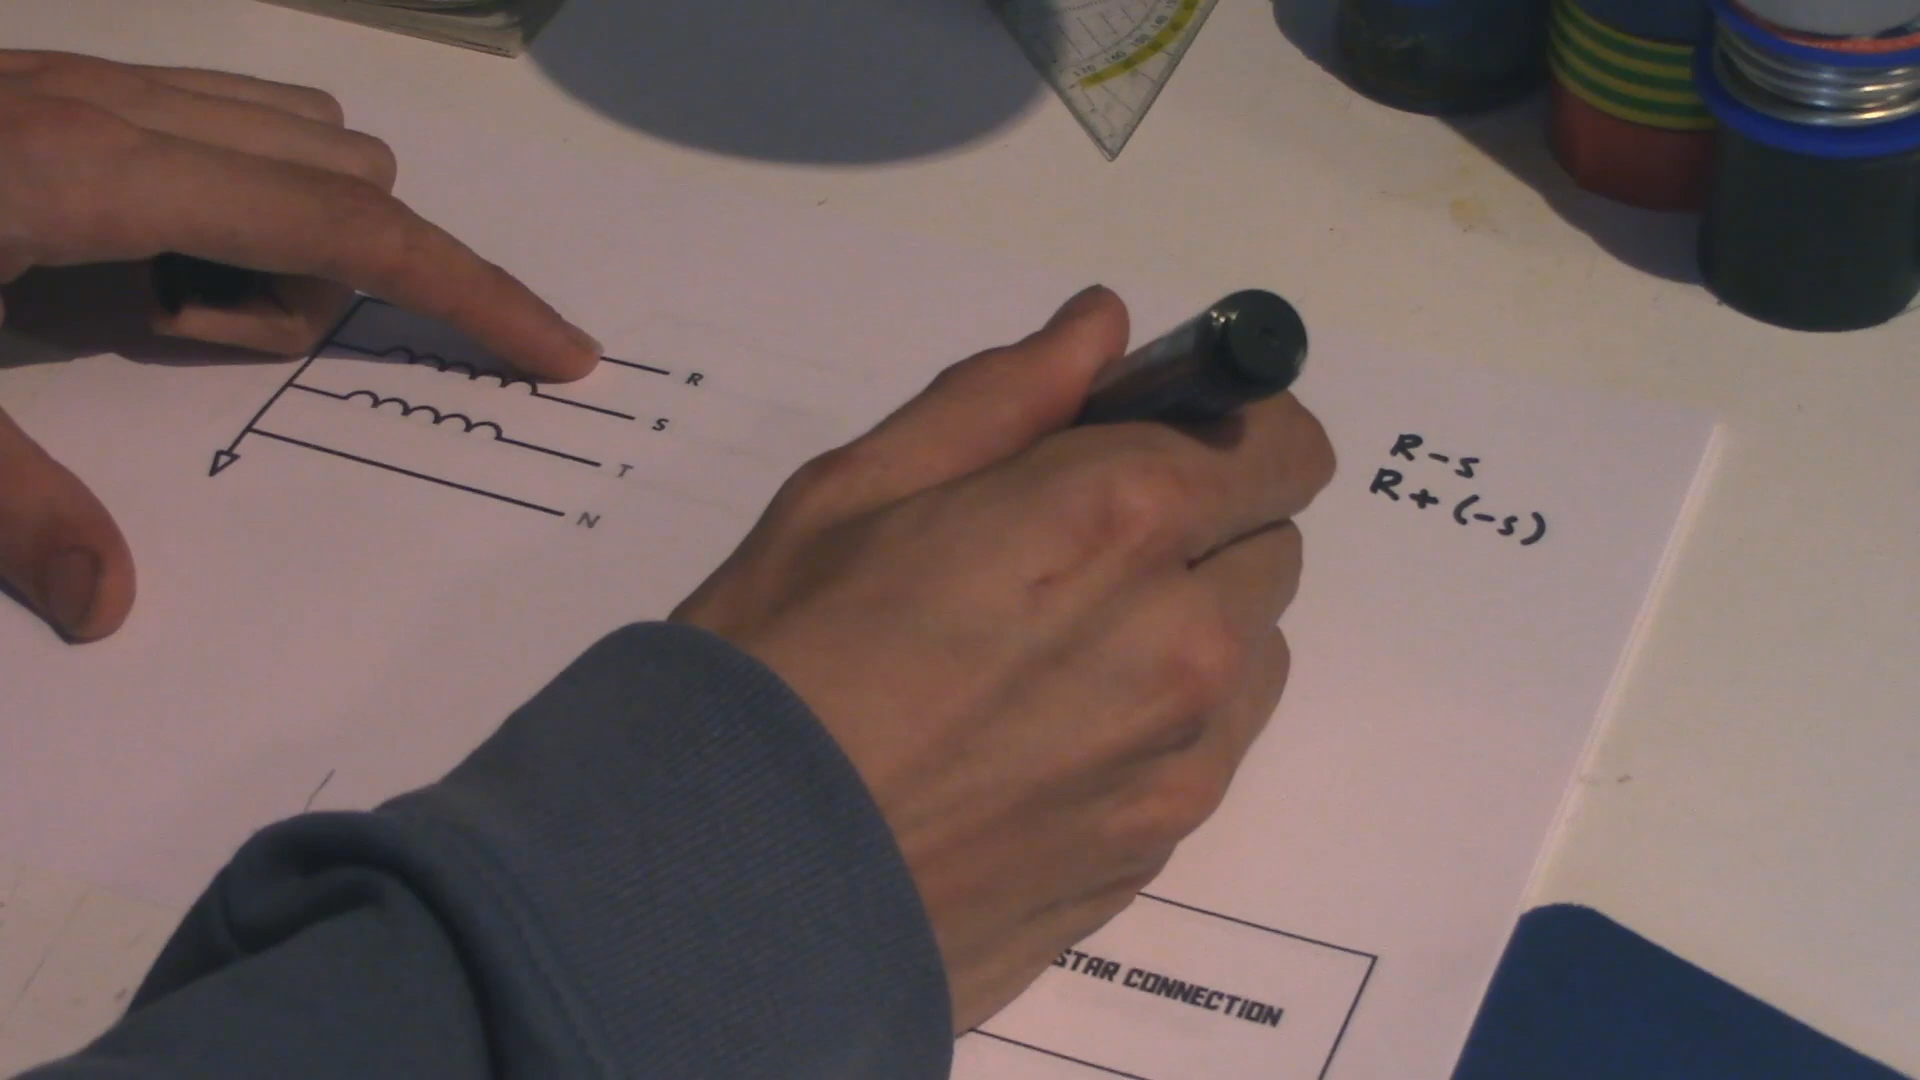 R
S
T
N
R-S
R+(-S)
STAR CONNECTION